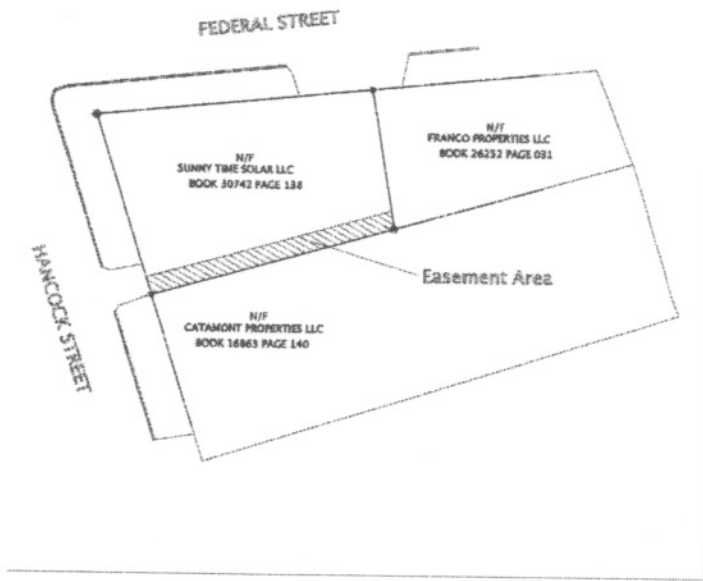 FEDERAL STREET
N/F
SUNNY TIME SOLAR LLC
BOOK 30742 PAGE 138
N/F
FRANCO PROPERTIES LLC
BOOK 26252 PAGE 031
HANCOCK STREET
Easement Area
N/F
CATAMONT PROPERTIES LLC
BOOK 16863 PAGE 140